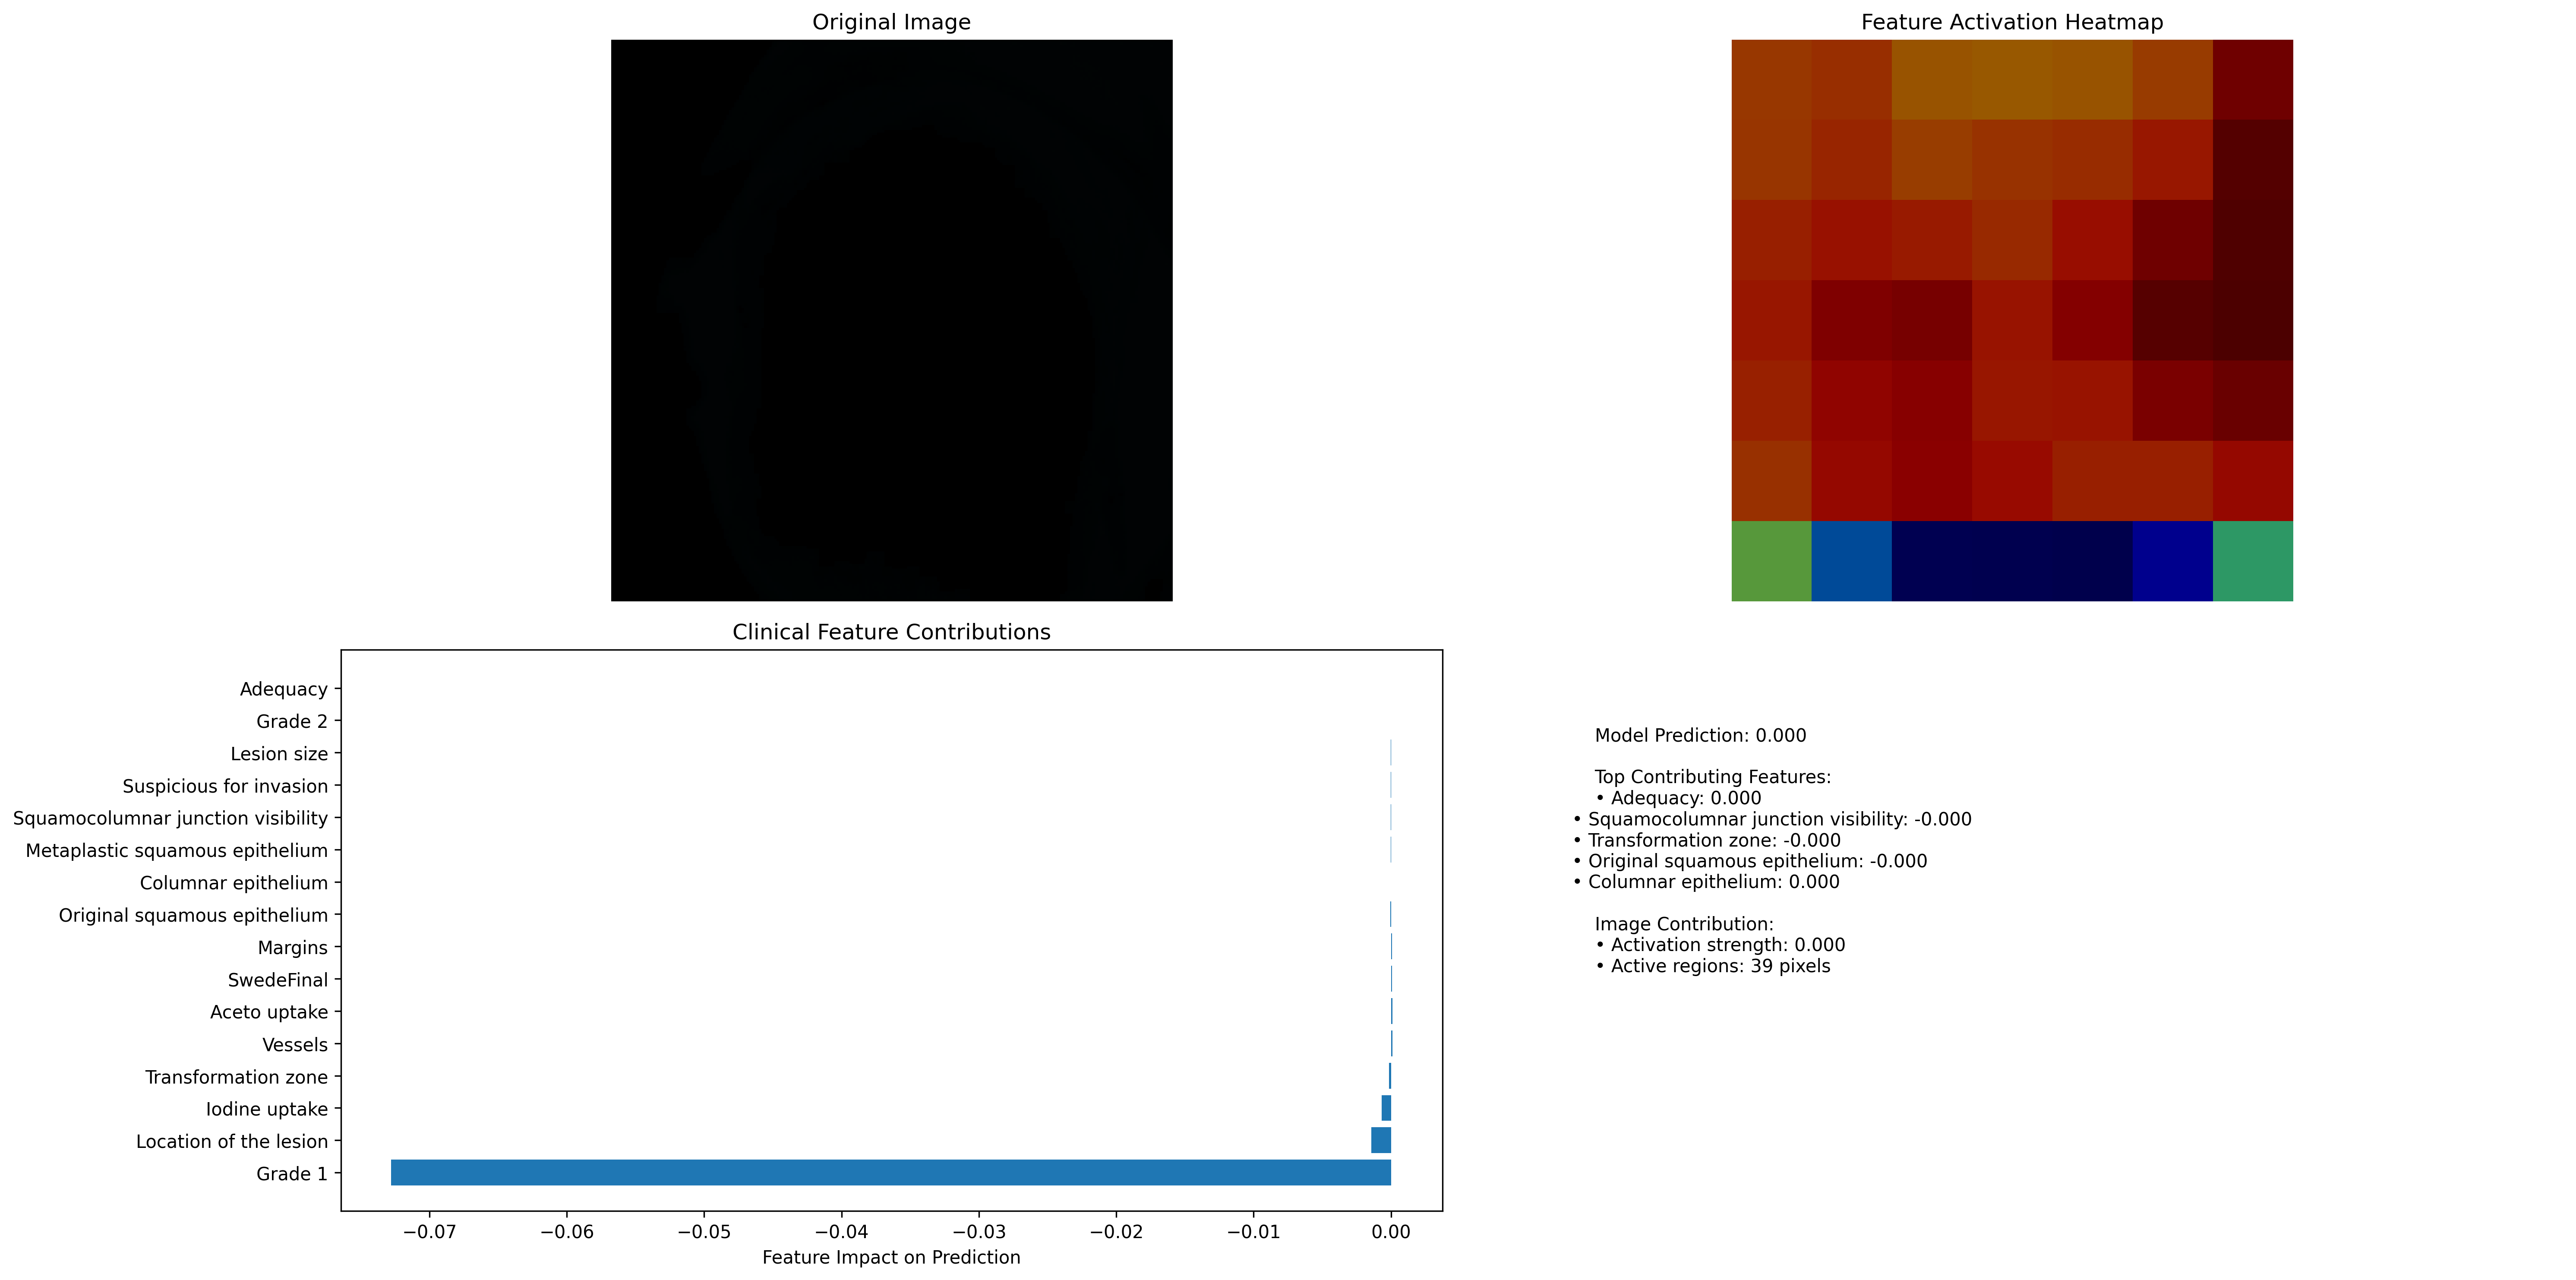 Original Image
Feature Activation Heatmap
Clinical Feature Contributions
Adequacy
Grade 2
Lesion size
Suspicious for invasion
Squamocolumnar junction visibility
Metaplastic squamous epithelium
Columnar epithelium
Original squamous epithelium
Margins
SwedeFinal
Aceto uptake
Vessels
Transformation zone
Iodine uptake
Location of the lesion
Grade 1
−0.07 −0.06 −0.05 −0.04 −0.03 −0.02 −0.01 0.00
Feature Impact on Prediction
Model Prediction: 0.000
Top Contributing Features:
• Adequacy: 0.000
• Squamocolumnar junction visibility: -0.000
• Transformation zone: -0.000
• Original squamous epithelium: -0.000
• Columnar epithelium: 0.000
Image Contribution:
• Activation strength: 0.000
• Active regions: 39 pixels